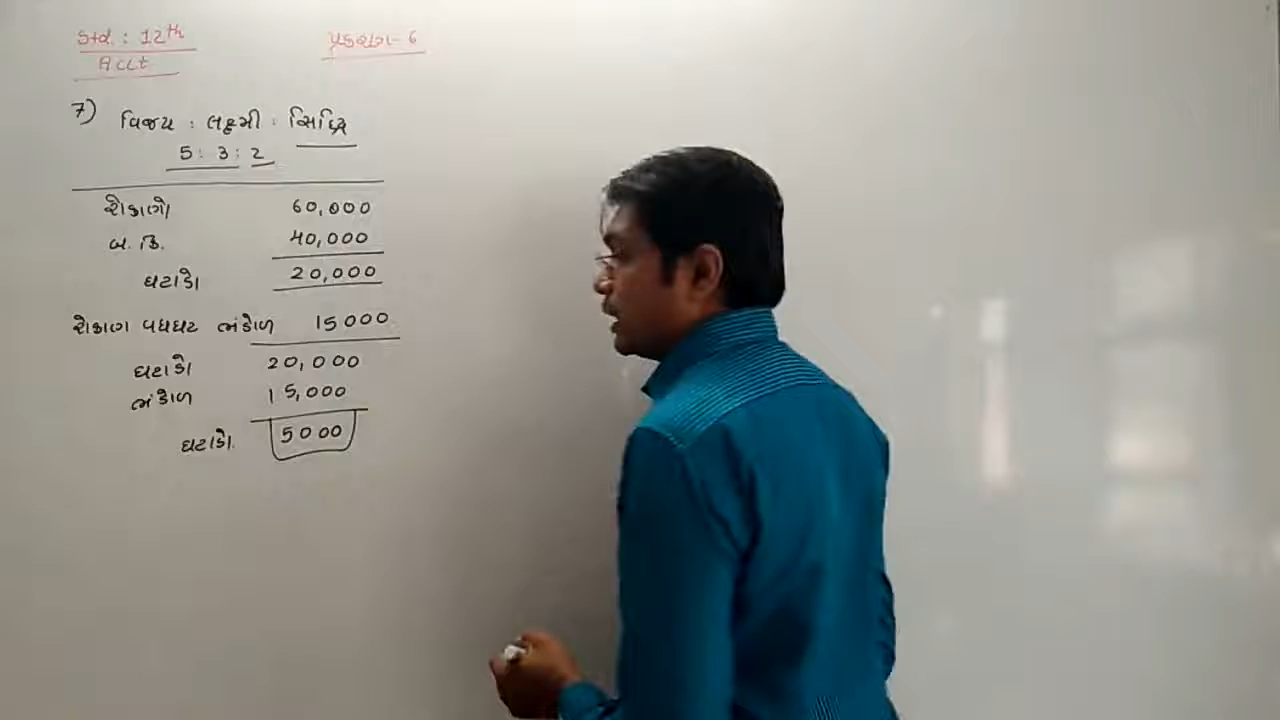 Std. : 12th
Acct
પ્રકરણ - 6
7) વિજય : લક્ષ્મી : સિદ્ધિ
5 : 3 : 2
રોકાણો 60,000
બ. કિં. 40,000
ઘટાડો 20,000
રોકાણ વધઘટ ભંડોળ 15000
ઘટાડો 20,000
ભંડોળ 15,000
ઘટાડો. 5000